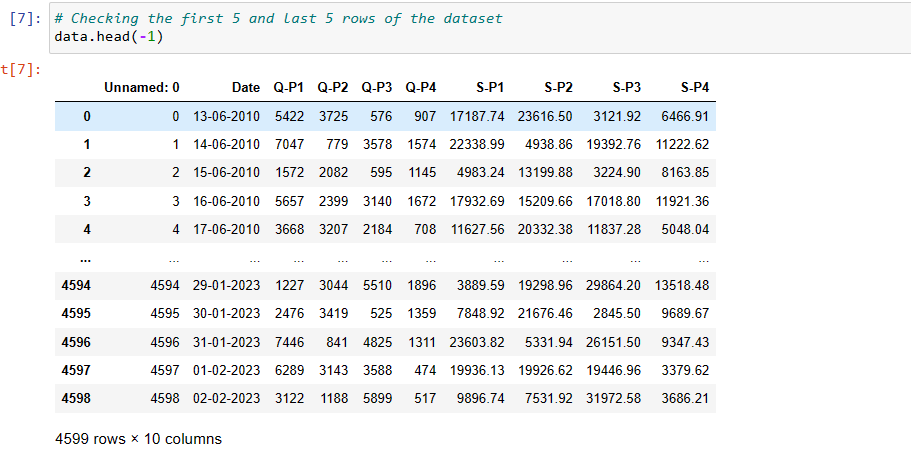 [7]: # Checking the first 5 and last 5 rows of the dataset
data.head(-1)
t[7]:
Unnamed: 0 Date Q-P1 Q-P2 Q-P3 Q-P4 S-P1 S-P2 S-P3 S-P4
0 0 13-06-2010 5422 3725 576 907 17187.74 23616.50 3121.92 6466.91
1 1 14-06-2010 7047 779 3578 1574 22338.99 4938.86 19392.76 11222.62
2 2 15-06-2010 1572 2082 595 1145 4983.24 13199.88 3224.90 8163.85
3 3 16-06-2010 5657 2399 3140 1672 17932.69 15209.66 17018.80 11921.36
4 4 17-06-2010 3668 3207 2184 708 11627.56 20332.38 11837.28 5048.04
... ... ... ... ... ... ... ... ... ... ...
4594 4594 29-01-2023 1227 3044 5510 1896 3889.59 19298.96 29864.20 13518.48
4595 4595 30-01-2023 2476 3419 525 1359 7848.92 21676.46 2845.50 9689.67
4596 4596 31-01-2023 7446 841 4825 1311 23603.82 5331.94 26151.50 9347.43
4597 4597 01-02-2023 6289 3143 3588 474 19936.13 19926.62 19446.96 3379.62
4598 4598 02-02-2023 3122 1188 5899 517 9896.74 7531.92 31972.58 3686.21
4599 rows × 10 columns